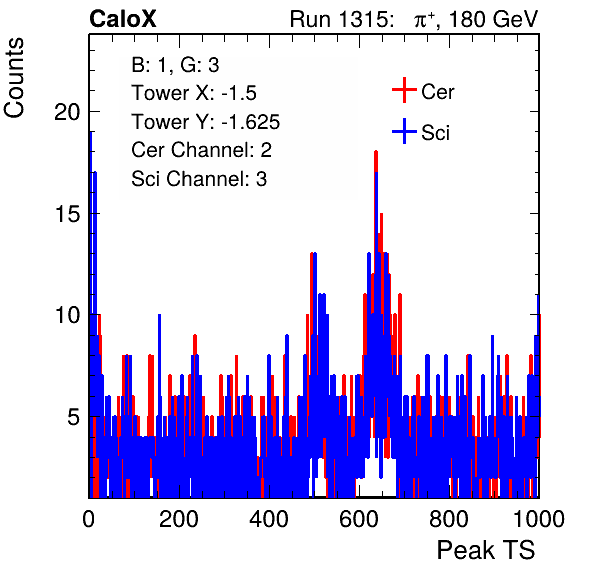 CaloX Run 1315: π⁺, 180 GeV
Counts
B: 1, G: 3
Tower X: -1.5
Tower Y: -1.625
Cer Channel: 2
Sci Channel: 3
Cer
Sci
20
15
10
5
0 200 400 600 800 1000
Peak TS